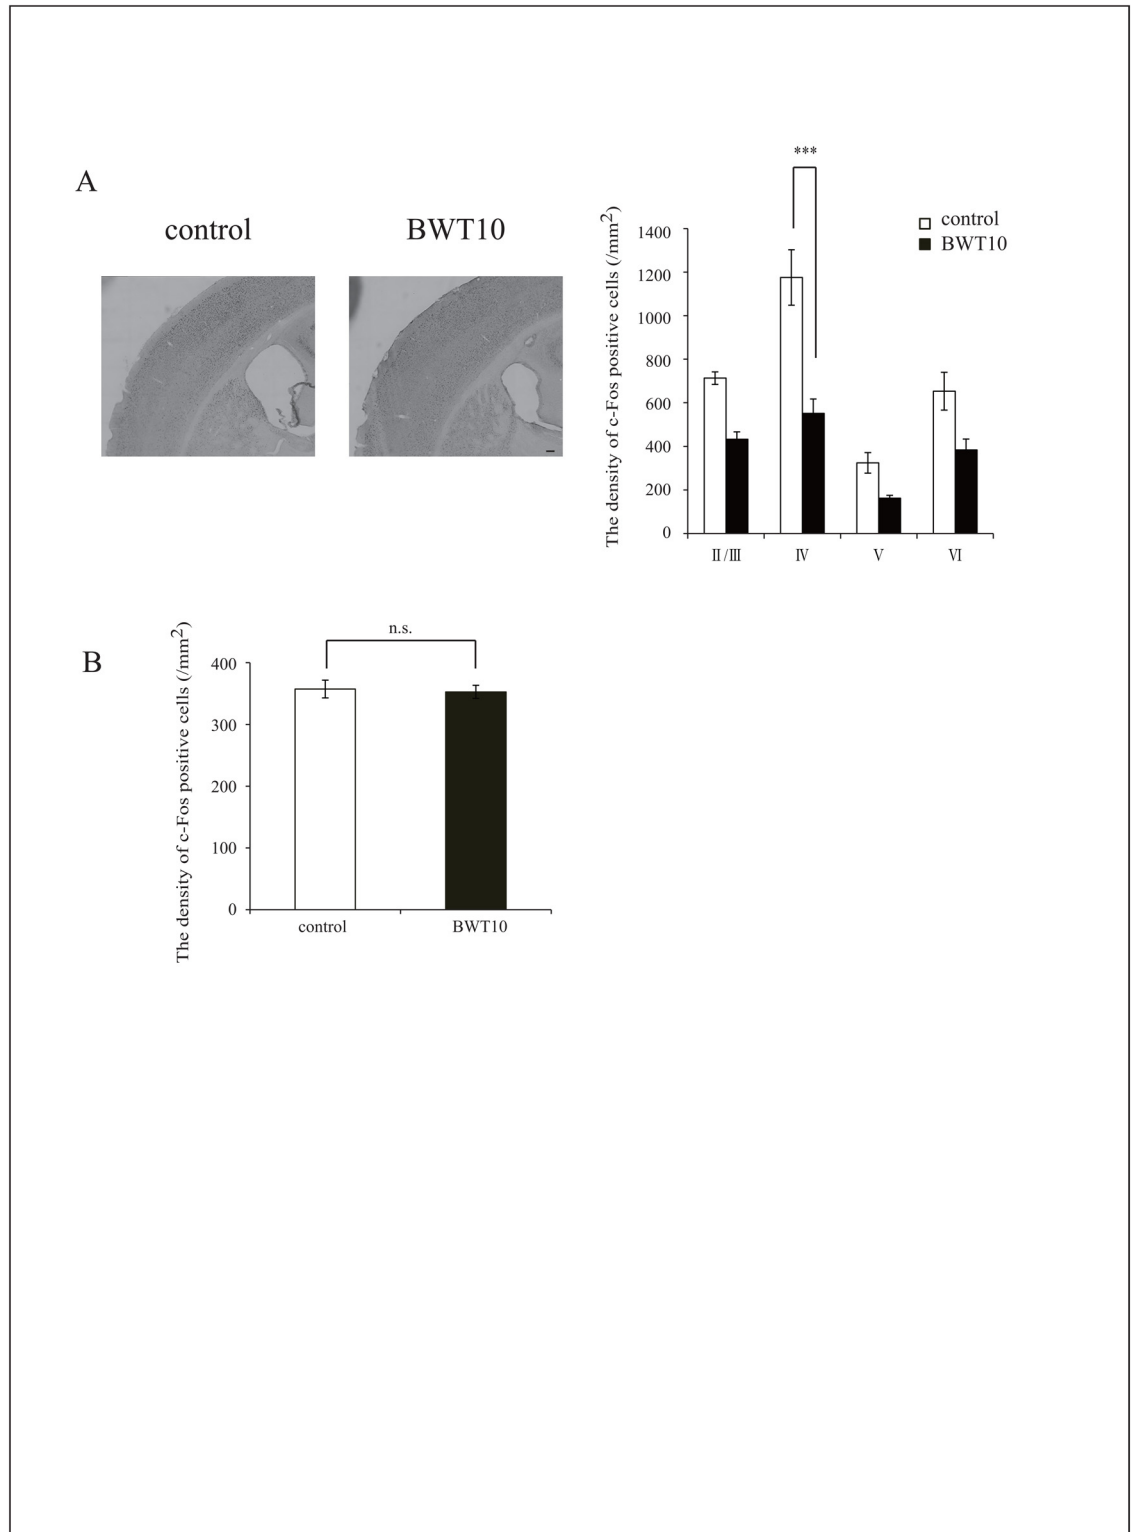 A
control
BWT10
***
control
BWT10
The density of c-Fos positive cells (/mm2)
1400
1200
1000
800
600
400
200
0
Ⅱ/Ⅲ
Ⅳ
Ⅴ
Ⅵ
B
n.s.
The density of c-Fos positive cells (/mm2)
400
300
200
100
0
control
BWT10